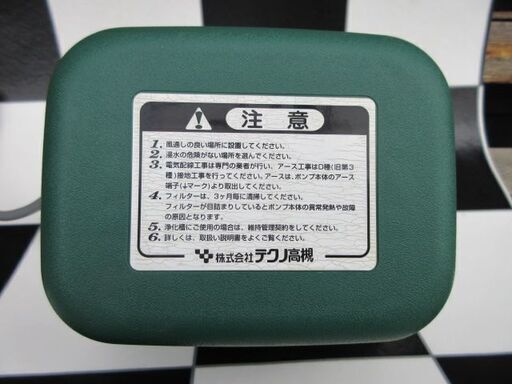 注意
1. 風通しの良い場所に設置してください。
2. 浸水の危険がない場所を選んでください。
3. 電気配線工事は専門の業者が行い、アース工事はD種(旧第3
種)接地工事を行ってください。アースは、ポンプ本体のアース
端子(⏚マーク)より取出してください。
4. フィルターは、3ヶ月毎に清掃してください。
フィルターが目詰まりしているとポンプ本体の異常発熱や故障
の原因となります。
5. 浄化槽にご使用の場合は、維持管理契約をしてください。
6. 詳しくは、取扱い説明書をよくご覧ください。
株式会社テクノ高槻